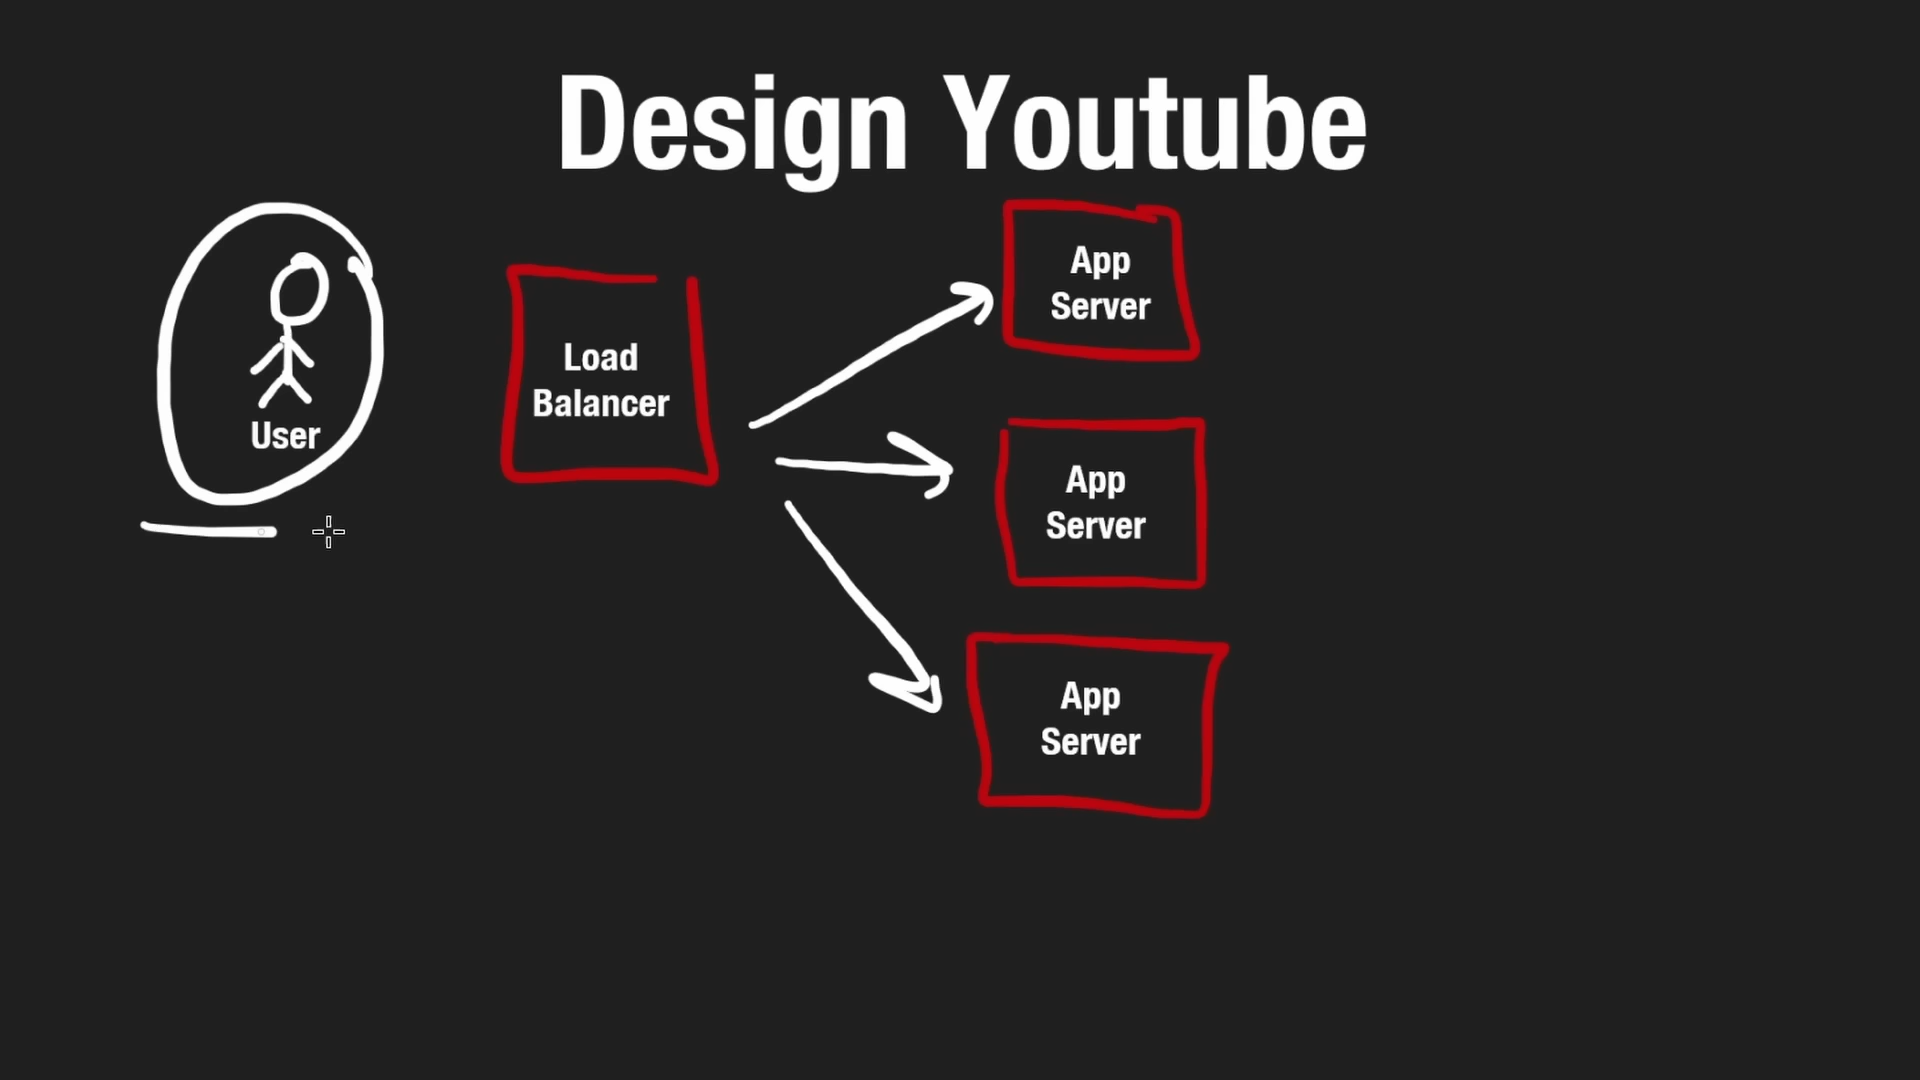 Design Youtube
User
Load
Balancer
App
Server
App
Server
App
Server